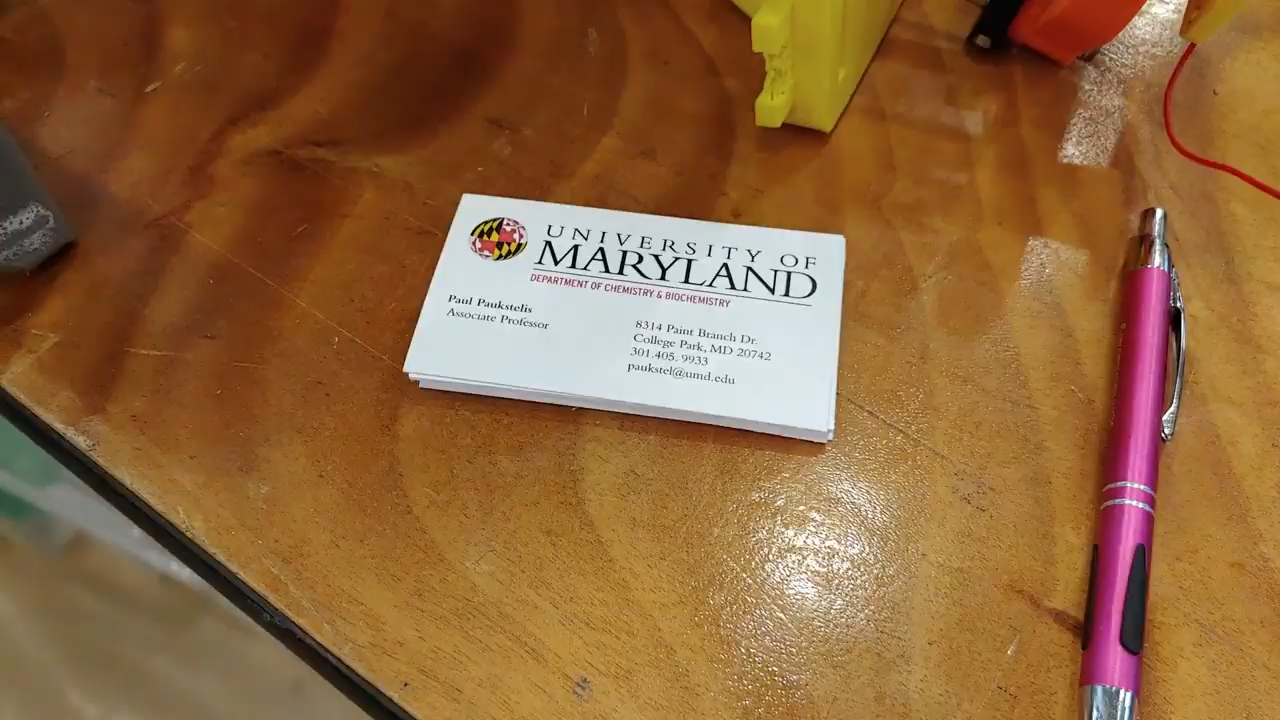 UNIVERSITY OF
MARYLAND
DEPARTMENT OF CHEMISTRY & BIOCHEMISTRY
Paul Paukstelis
Associate Professor
8314 Paint Branch Dr.
College Park, MD 20742
301.405. 9933
paukstel@umd.edu